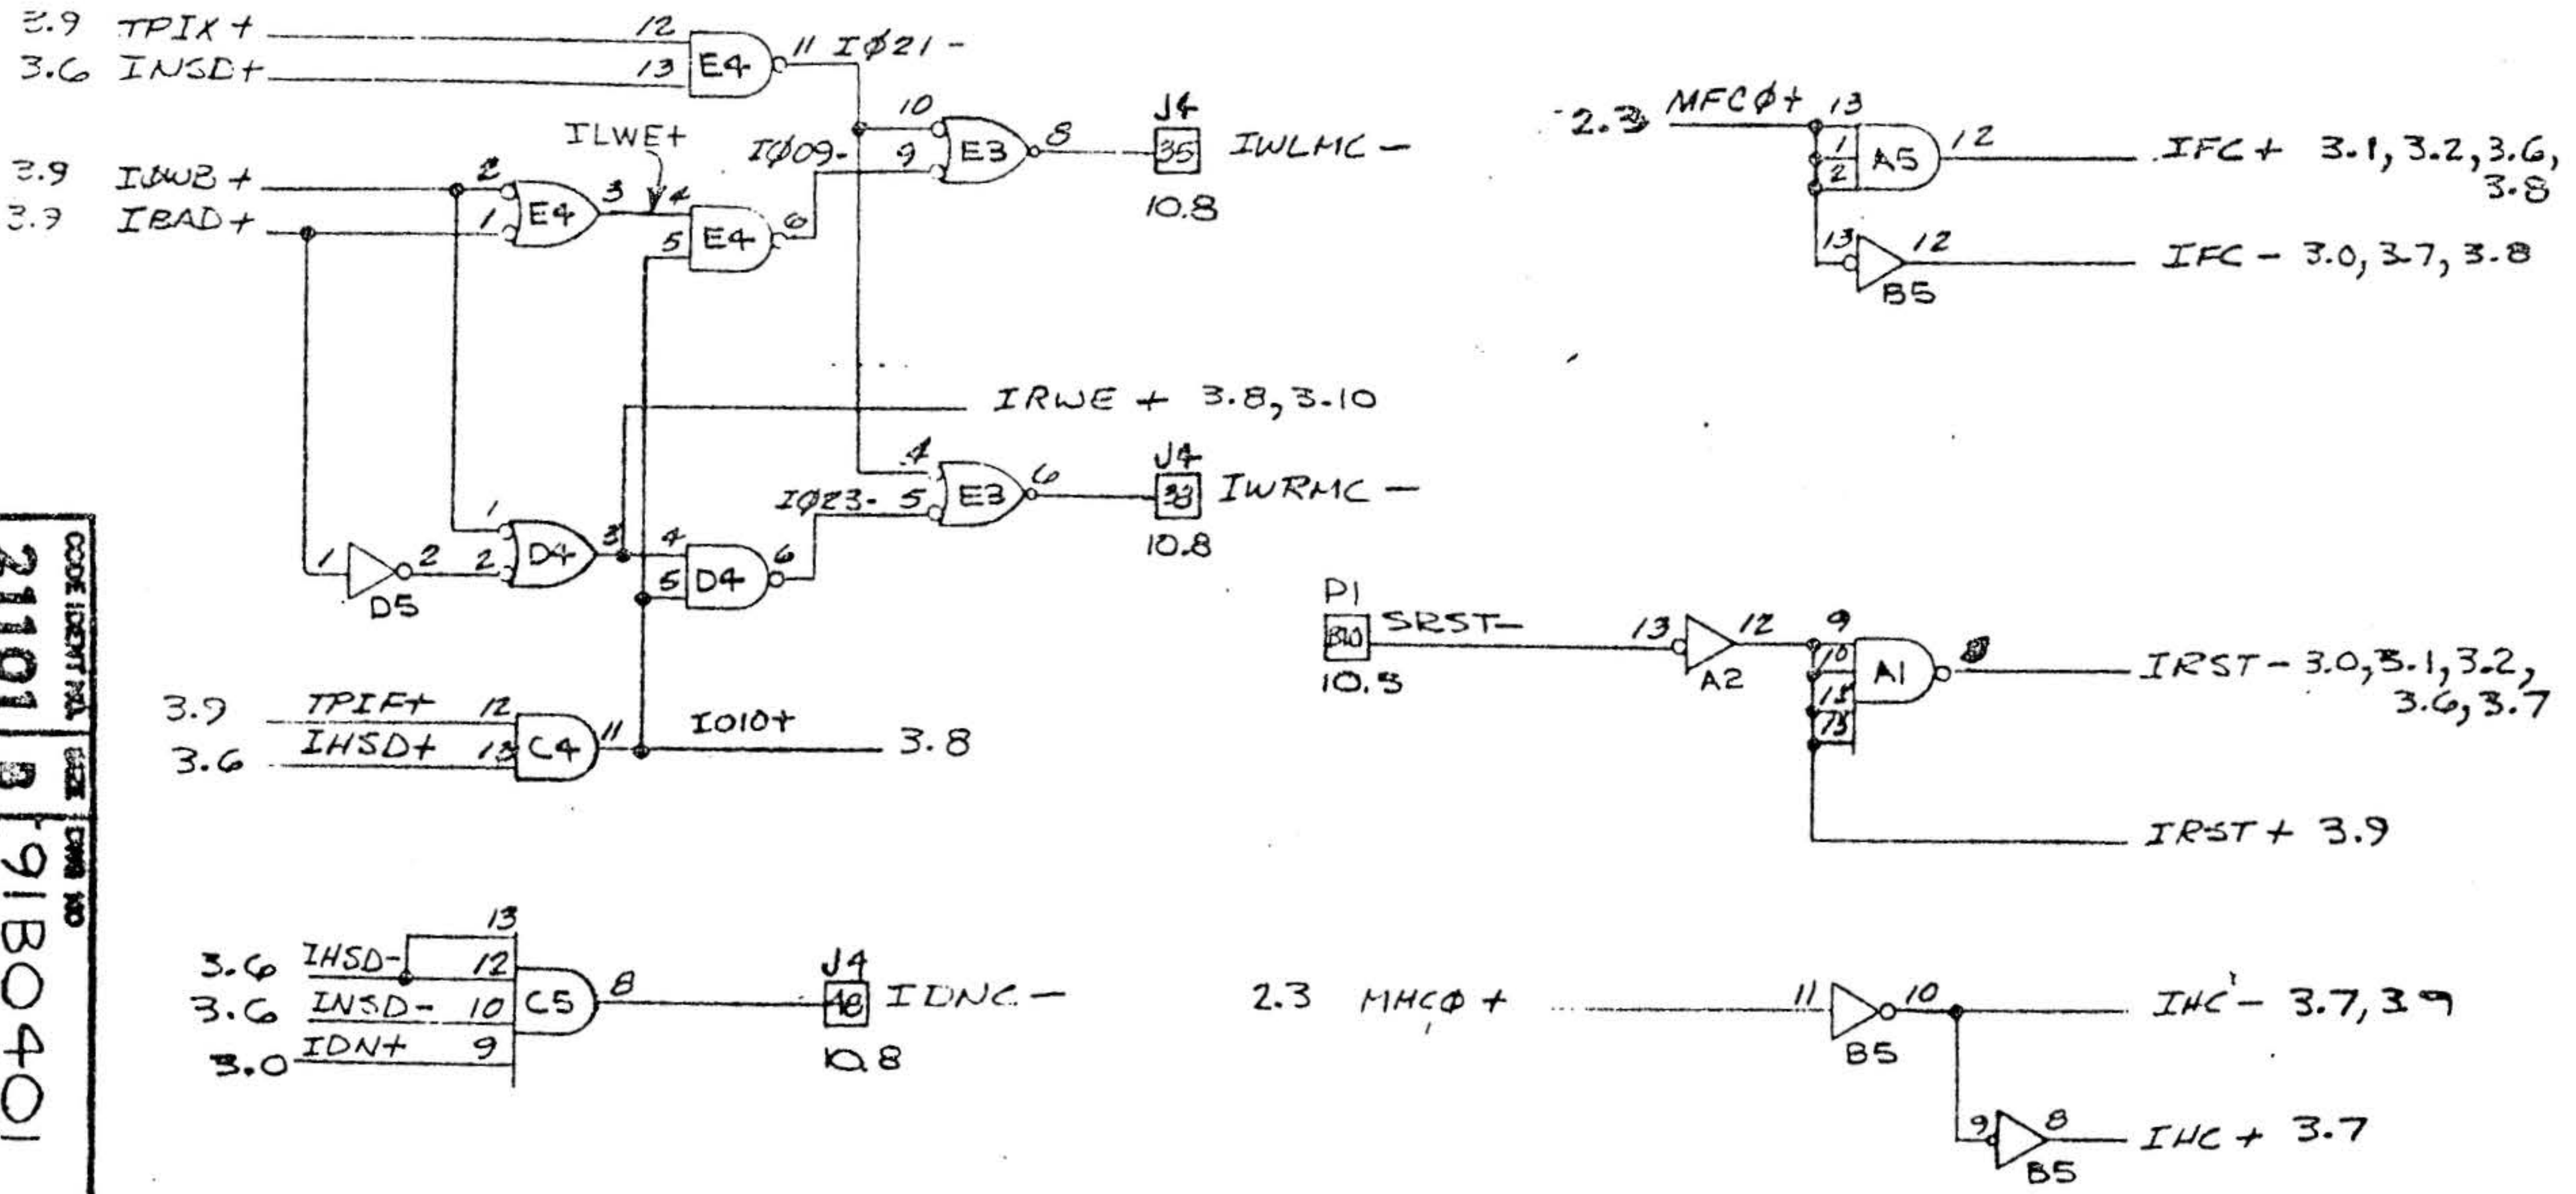 3.9 TPIX+ 12
3.6 INSD+ 13
E4
11 IØ21-
3.9 IDWB+ 2
3.9 IBAD+ 1
E4
3
ILWE+
4
5
E4
6
IØ09-
10
9
E3
8
J4
35
IWLMC-
10.8
IRWE+ 3.8, 3.10
1
1 2 2
D5
D4
3
4
5
D4
6
IØ23-
4
5
E3
6
J4
33
IWRMC-
10.8
3.9 TPIF+ 12
3.6 IHSD+ 13
C4
11
IO10+ 3.8
13
3.6 IHSD- 12
3.6 INSD- 10
3.0 IDN+ 9
C5
8
J4
IDNC-
10.8
2.3 MFCØ+ 13
1
2
A5
12
IFC+ 3.1, 3.2, 3.6,
3.8
13
12
B5
IFC- 3.0, 3.7, 3.8
P1
SRST-
13
12
A2
9
10
A1
IRST- 3.0, 3.1, 3.2,
3.6, 3.7
IRST+ 3.9
2.3 MHCØ+ 11
10
B5
IHC- 3.7, 3.9
9
8
B5
IHC+ 3.7
CODE IDENT NO. SIZE DWG NO
21101 B 91B0401